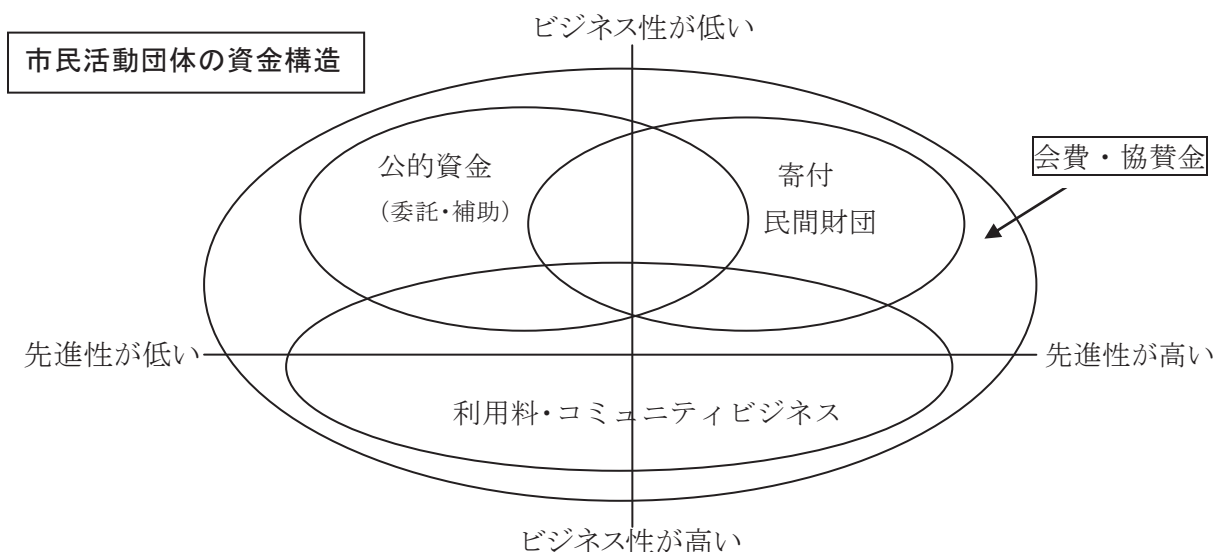 ビジネス性が低い
市民活動団体の資金構造
会費・協賛金
公的資金
(委託・補助)
寄付
民間財団
先進性が低い
先進性が高い
利用料・コミュニティビジネス
ビジネス性が高い